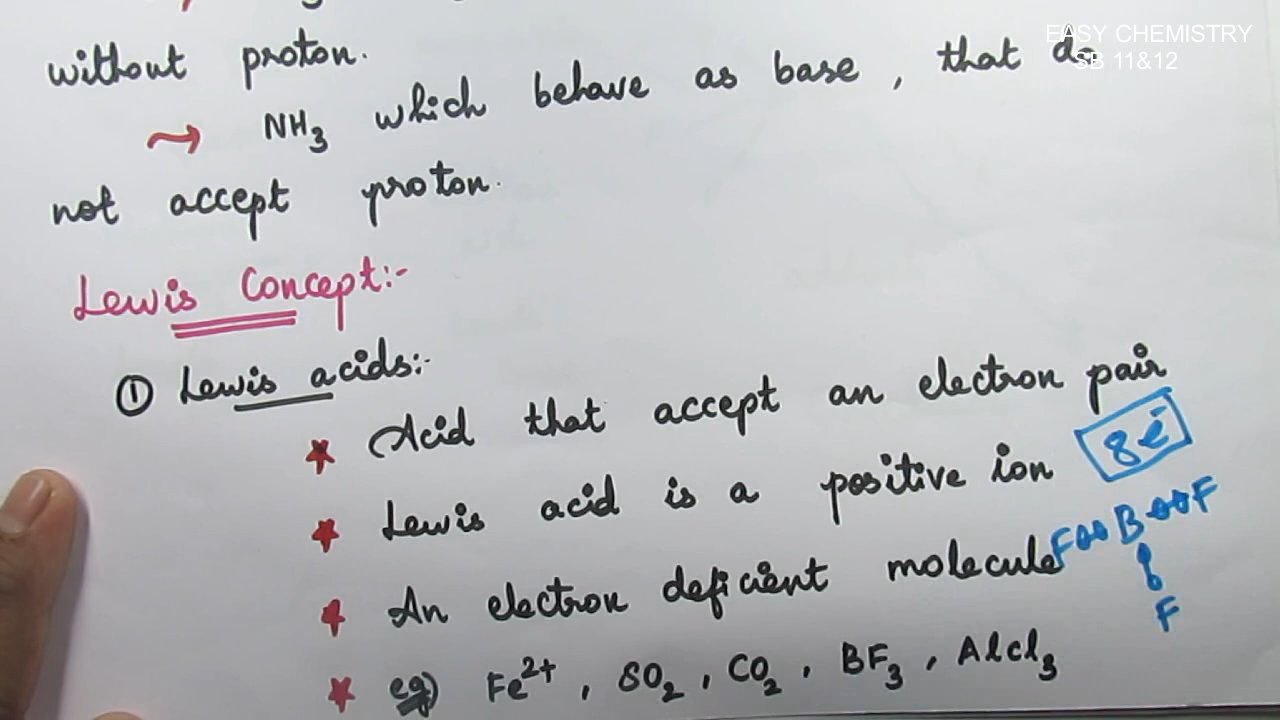 EASY CHEMISTRY
SB 11&12
without proton.
→ NH₃ which behave as base, that do
not accept proton.
Lewis Concept:-
① Lewis acids:-
★ Acid that accept an electron pair
8e⁻
★ Lewis acid is a positive ion
F B F
F
★ An electron deficient molecule
★ eg) Fe²⁺, SO₂, CO₂, BF₃, AlCl₃